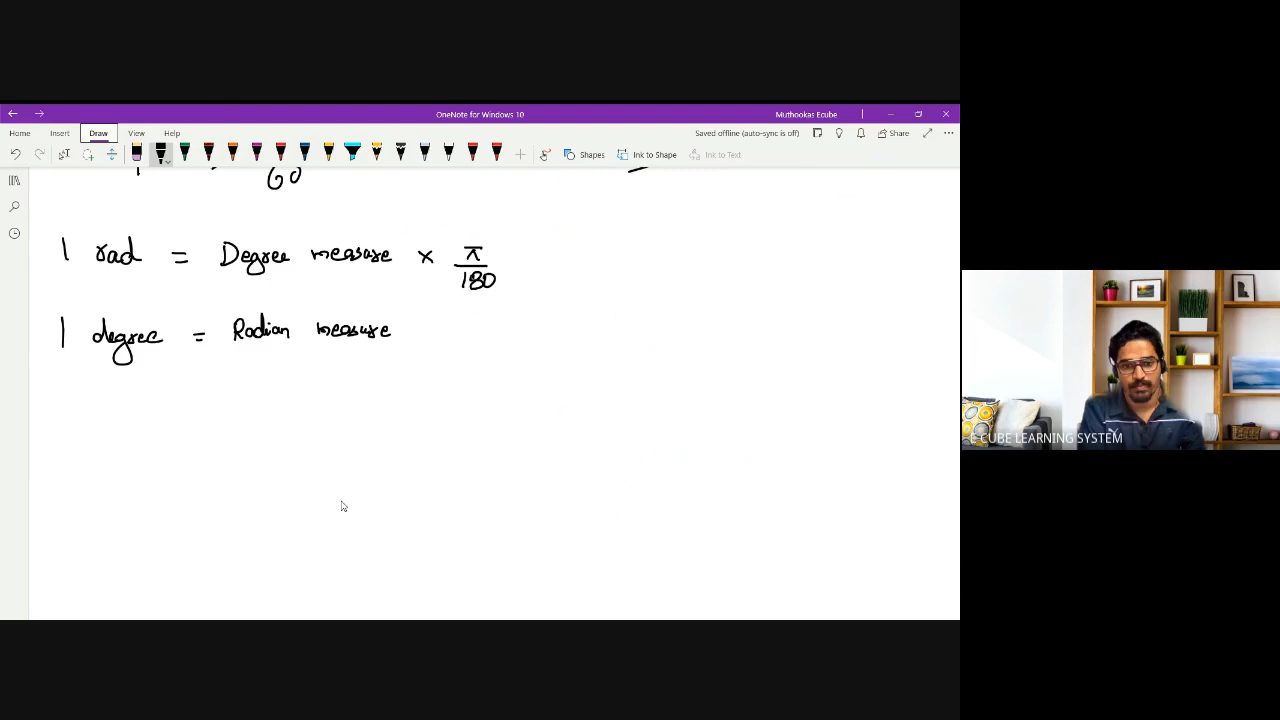 OneNote for Windows 10
Muthookas Ecube
Home Insert Draw View Help
Saved offline (auto-sync is off)
Share
Shapes
Ink to Shape
Ink to Text
60
1 rad = Degree measure × π/180
1 degree = Radian measure
E CUBE LEARNING SYSTEM